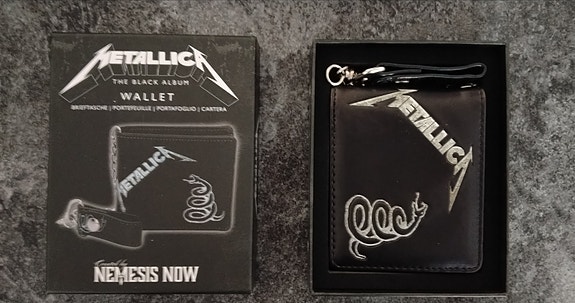 METALLICA
THE BLACK ALBUM
WALLET
BRIEFTASCHE | PORTEFEUILLE | PORTAFOGLIO | CARTERA
METALLICA
Created by
NEMESIS NOW
METALLICA